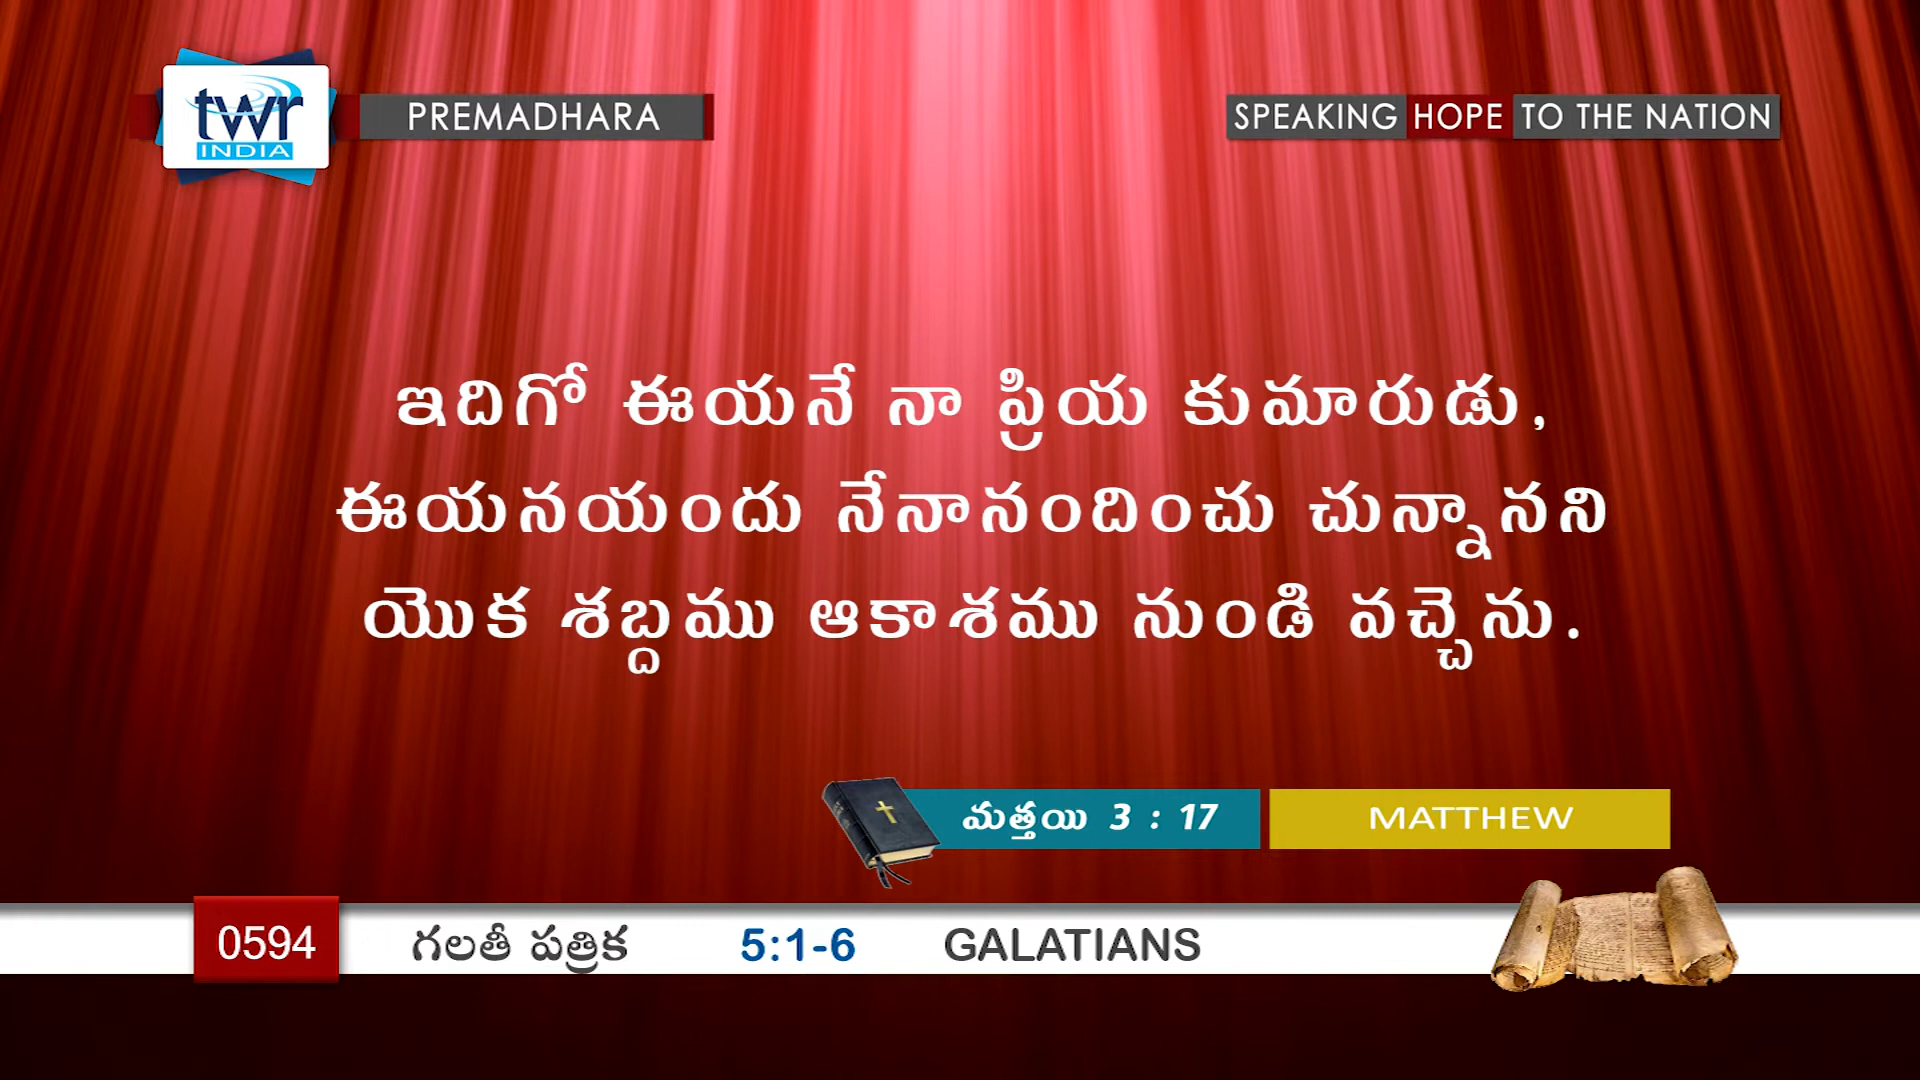 twr
INDIA
PREMADHARA
SPEAKING HOPE TO THE NATION
ఇదిగో ఈయనే నా ప్రియ కుమారుడు,
ఈయనయందు నేనానందించు చున్నానని
యొక శబ్దము ఆకాశము నుండి వచ్చెను.
మత్తయి 3 : 17
MATTHEW
0594
గలతీ పత్రిక 5:1-6 GALATIANS